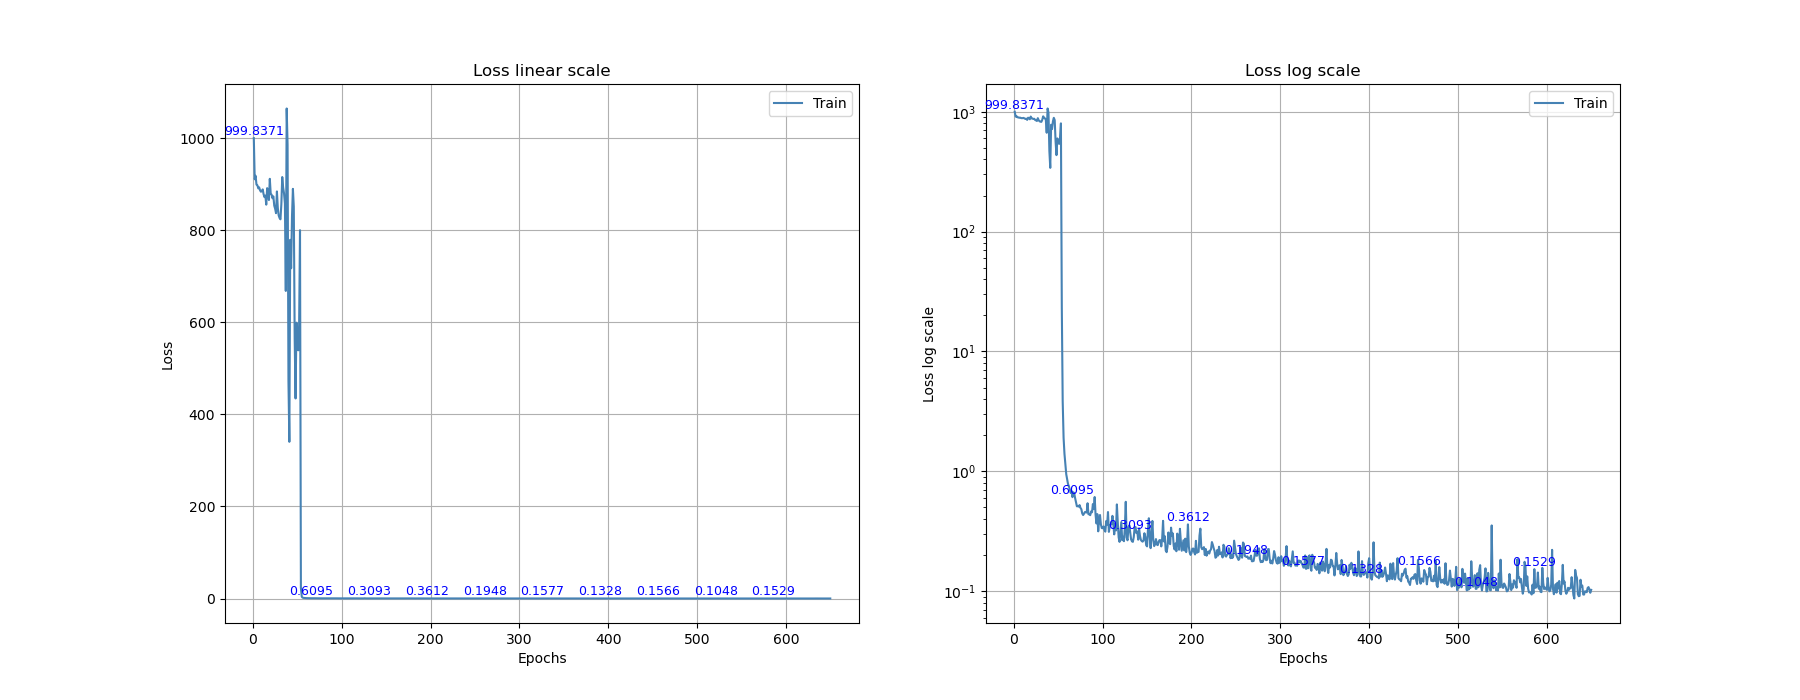 Loss linear scale
Train
999.8371
1000
800
600
400
200
0
Loss
0.6095 0.3093 0.3612 0.1948 0.1577 0.1328 0.1566 0.1048 0.1529
0 100 200 300 400 500 600
Epochs
Loss log scale
Train
999.8371
10³
10²
10¹
10⁰
10⁻¹
Loss log scale
0.6095 0.3093 0.3612 0.1948 0.1577 0.1328 0.1566 0.1048 0.1529
0 100 200 300 400 500 600
Epochs